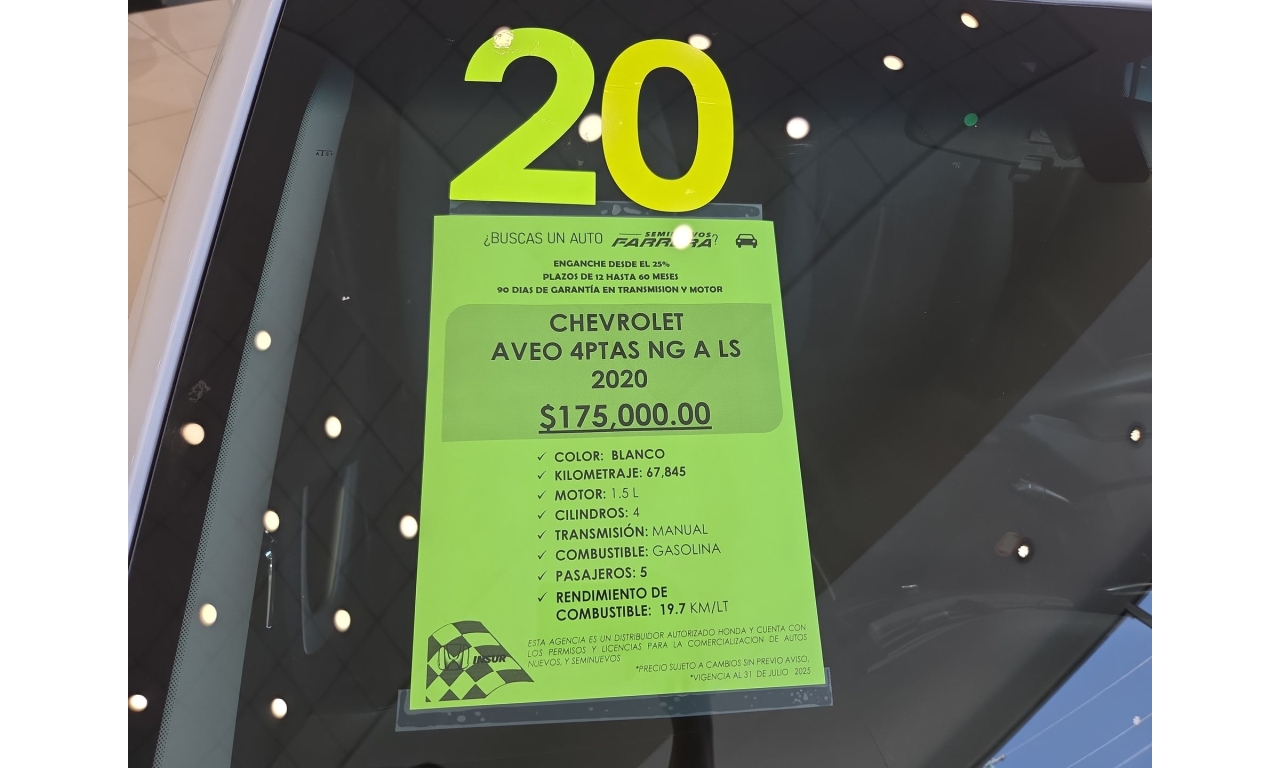 20
¿BUSCAS UN AUTO FARRERA?
ENGANCHE DESDE EL 25%
PLAZOS DE 12 HASTA 60 MESES
90 DIAS DE GARANTÍA EN TRANSMISION Y MOTOR
CHEVROLET
AVEO 4PTAS NG A LS
2020
$175,000.00
✓ COLOR: BLANCO
✓ KILOMETRAJE: 67,845
✓ MOTOR: 1.5 L
✓ CILINDROS: 4
✓ TRANSMISIÓN: MANUAL
✓ COMBUSTIBLE: GASOLINA
✓ PASAJEROS: 5
✓ RENDIMIENTO DE
COMBUSTIBLE: 19.7 KM/LT
ESTA AGENCIA ES UN DISTRIBUIDOR AUTORIZADO HONDA Y CUENTA CON
LOS PERMISOS Y LICENCIAS PARA LA COMERCIALIZACION DE AUTOS
NUEVOS, Y SEMINUEVOS
INSUR
*PRECIO SUJETO A CAMBIOS SIN PREVIO AVISO.
*VIGENCIA AL 31 DE JULIO 2025